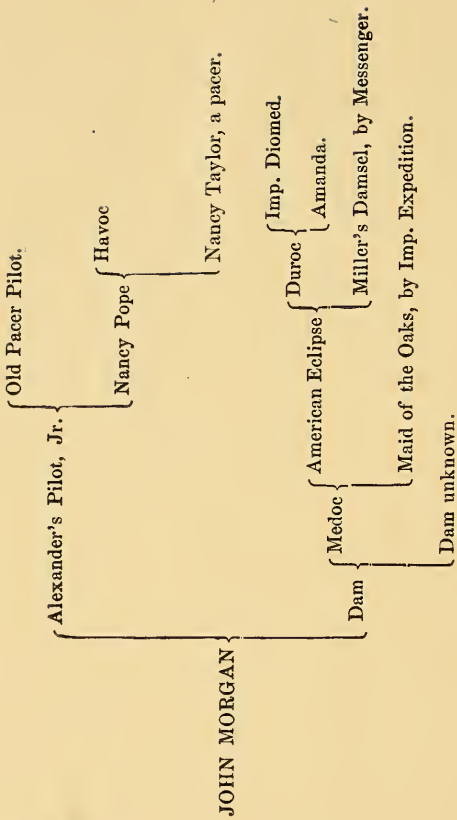 JOHN MORGAN
Alexander's Pilot, Jr.
Old Pacer Pilot.
Nancy Pope
Havoc
Nancy Taylor, a pacer.
Dam
Medoc
American Eclipse
Duroc
Imp. Diomed.
Amanda.
Miller's Damsel, by Messenger.
Maid of the Oaks, by Imp. Expedition.
Dam unknown.